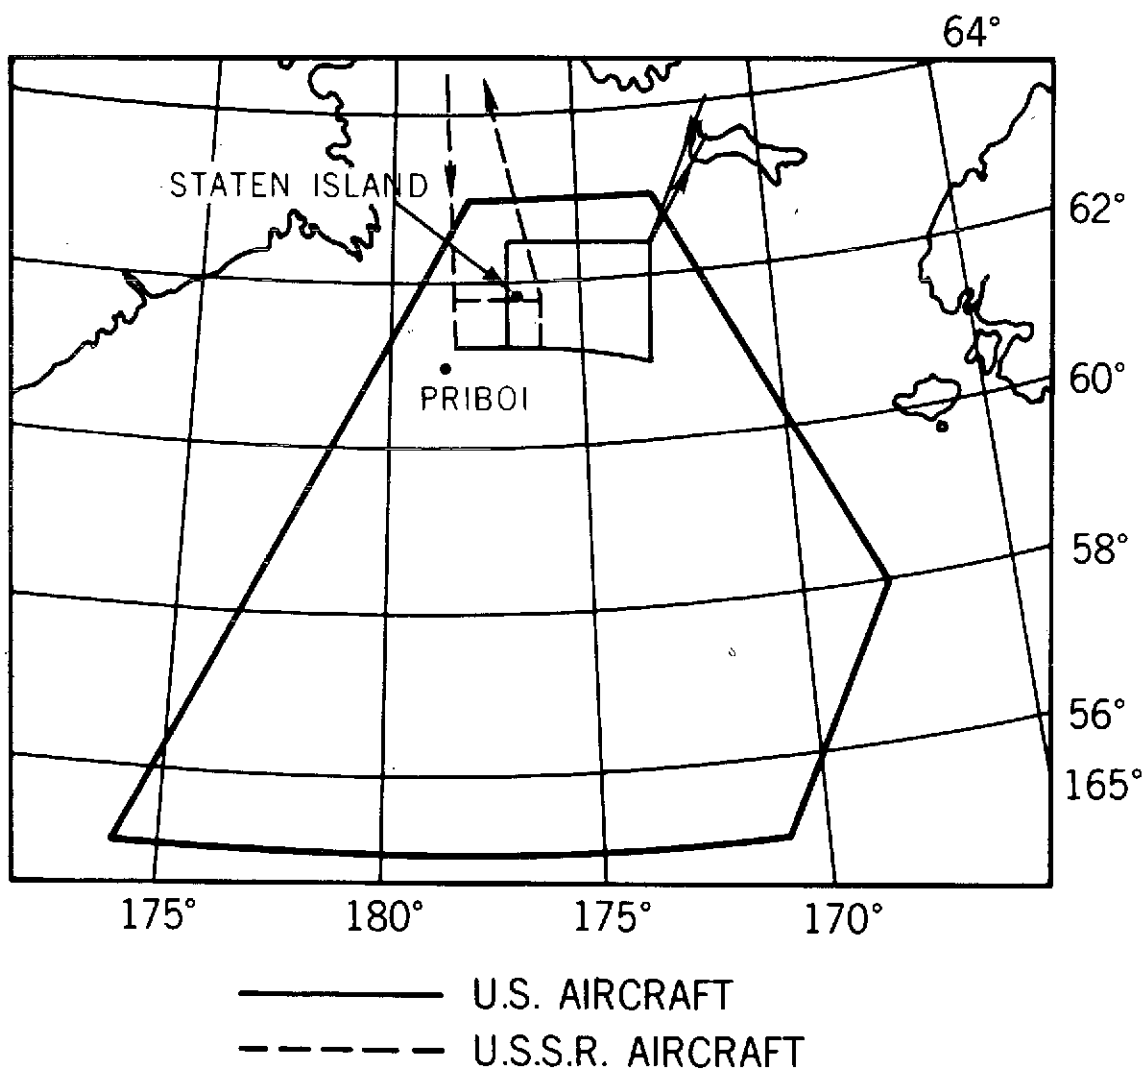 64°
STATEN ISLAND
62°
60°
PRIBOI
58°
56°
165°
175°
180°
175°
170°
U.S. AIRCRAFT
U.S.S.R. AIRCRAFT